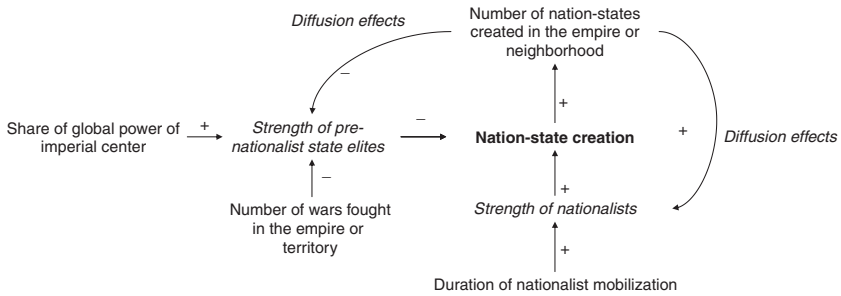 Diffusion effects
Number of nation-states
created in the empire or
neighborhood
–
+
Share of global power of
imperial center
+
Strength of pre-
nationalist state elites
–
Nation-state creation
+
Diffusion effects
–
+
Number of wars fought
in the empire or
territory
Strength of nationalists
+
Duration of nationalist mobilization